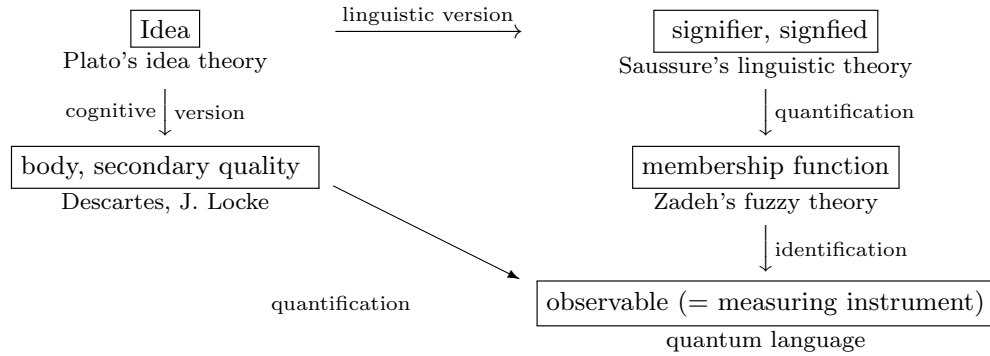 linguistic version
Idea
signifier, signfied
Plato's idea theory
Saussure's linguistic theory
cognitive version
quantification
body, secondary quality
membership function
Descartes, J. Locke
Zadeh's fuzzy theory
identification
quantification
observable (= measuring instrument)
quantum language